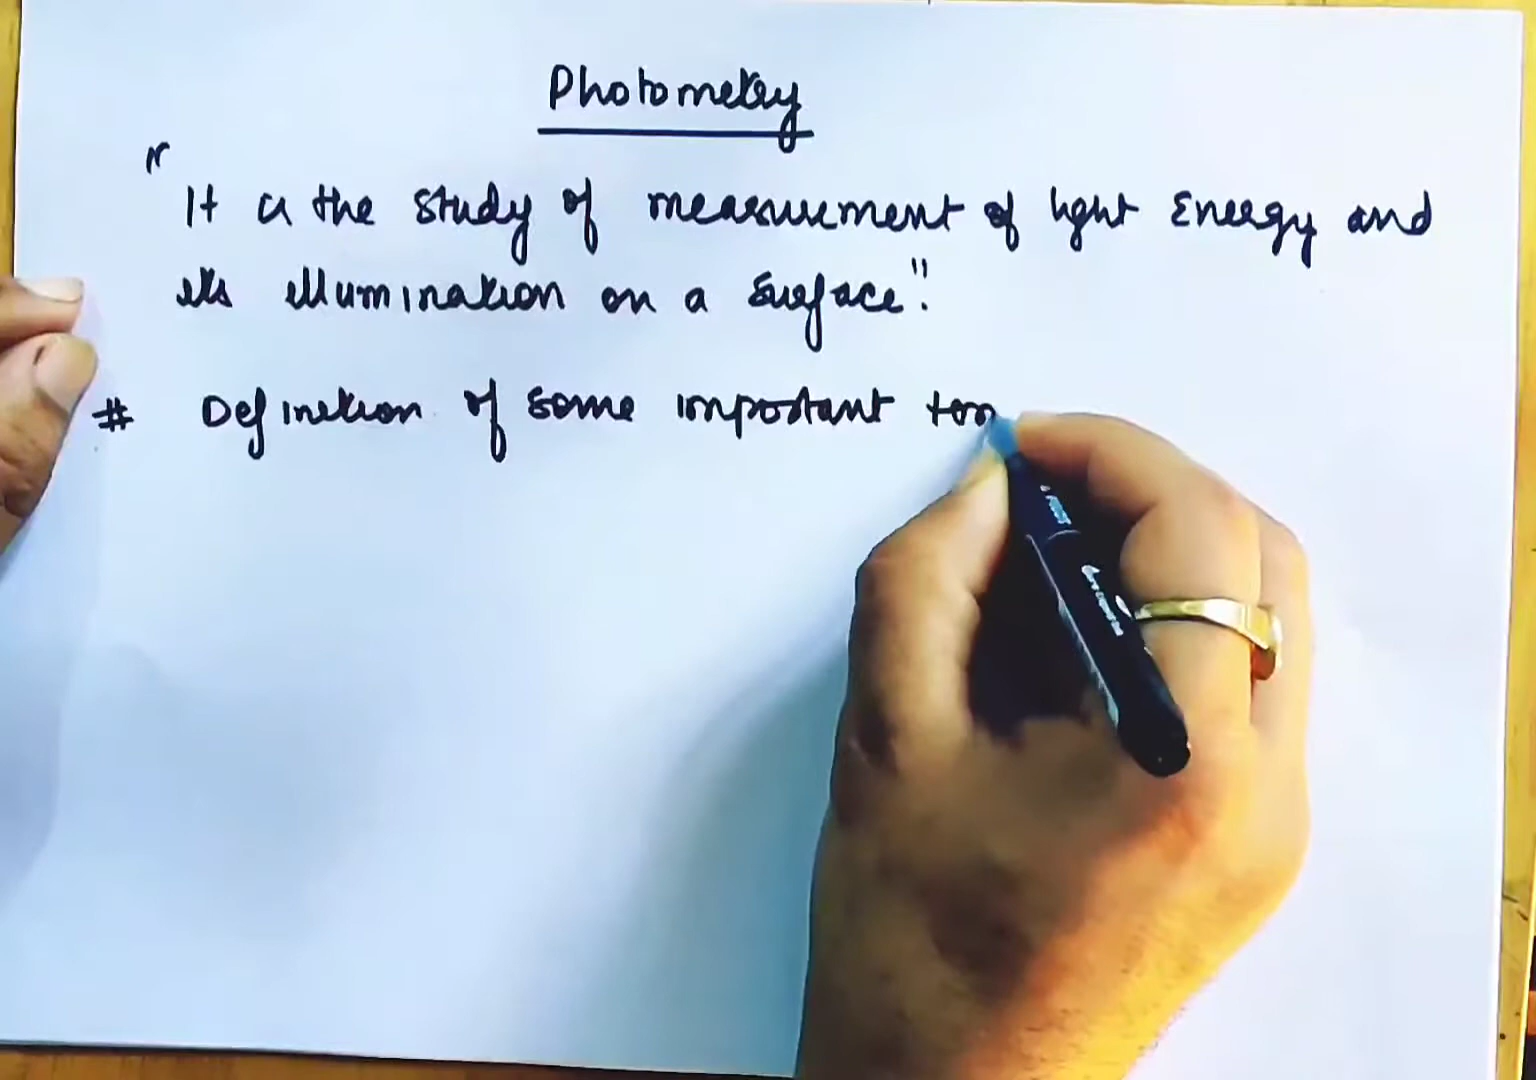 Photometry
"It is the study of measurement of light Energy and
its illumination on a surface".
# Definition of some important